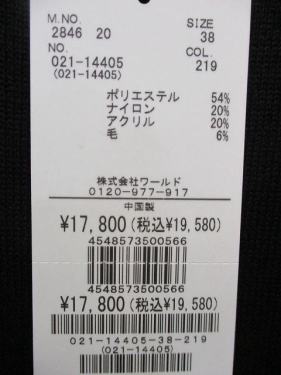 M.NO. SIZE
2846 20 38
NO. COL.
021-14405 219
(021-14405)
ポリエステル 54%
ナイロン 20%
アクリル 20%
毛 6%
株式会社ワールド
0120-977-917
中国製
¥17,800(税込¥19,580)
4548573500566
4548573500566
¥17,800(税込¥19,580)
021-14405-38-219
(021-14405)